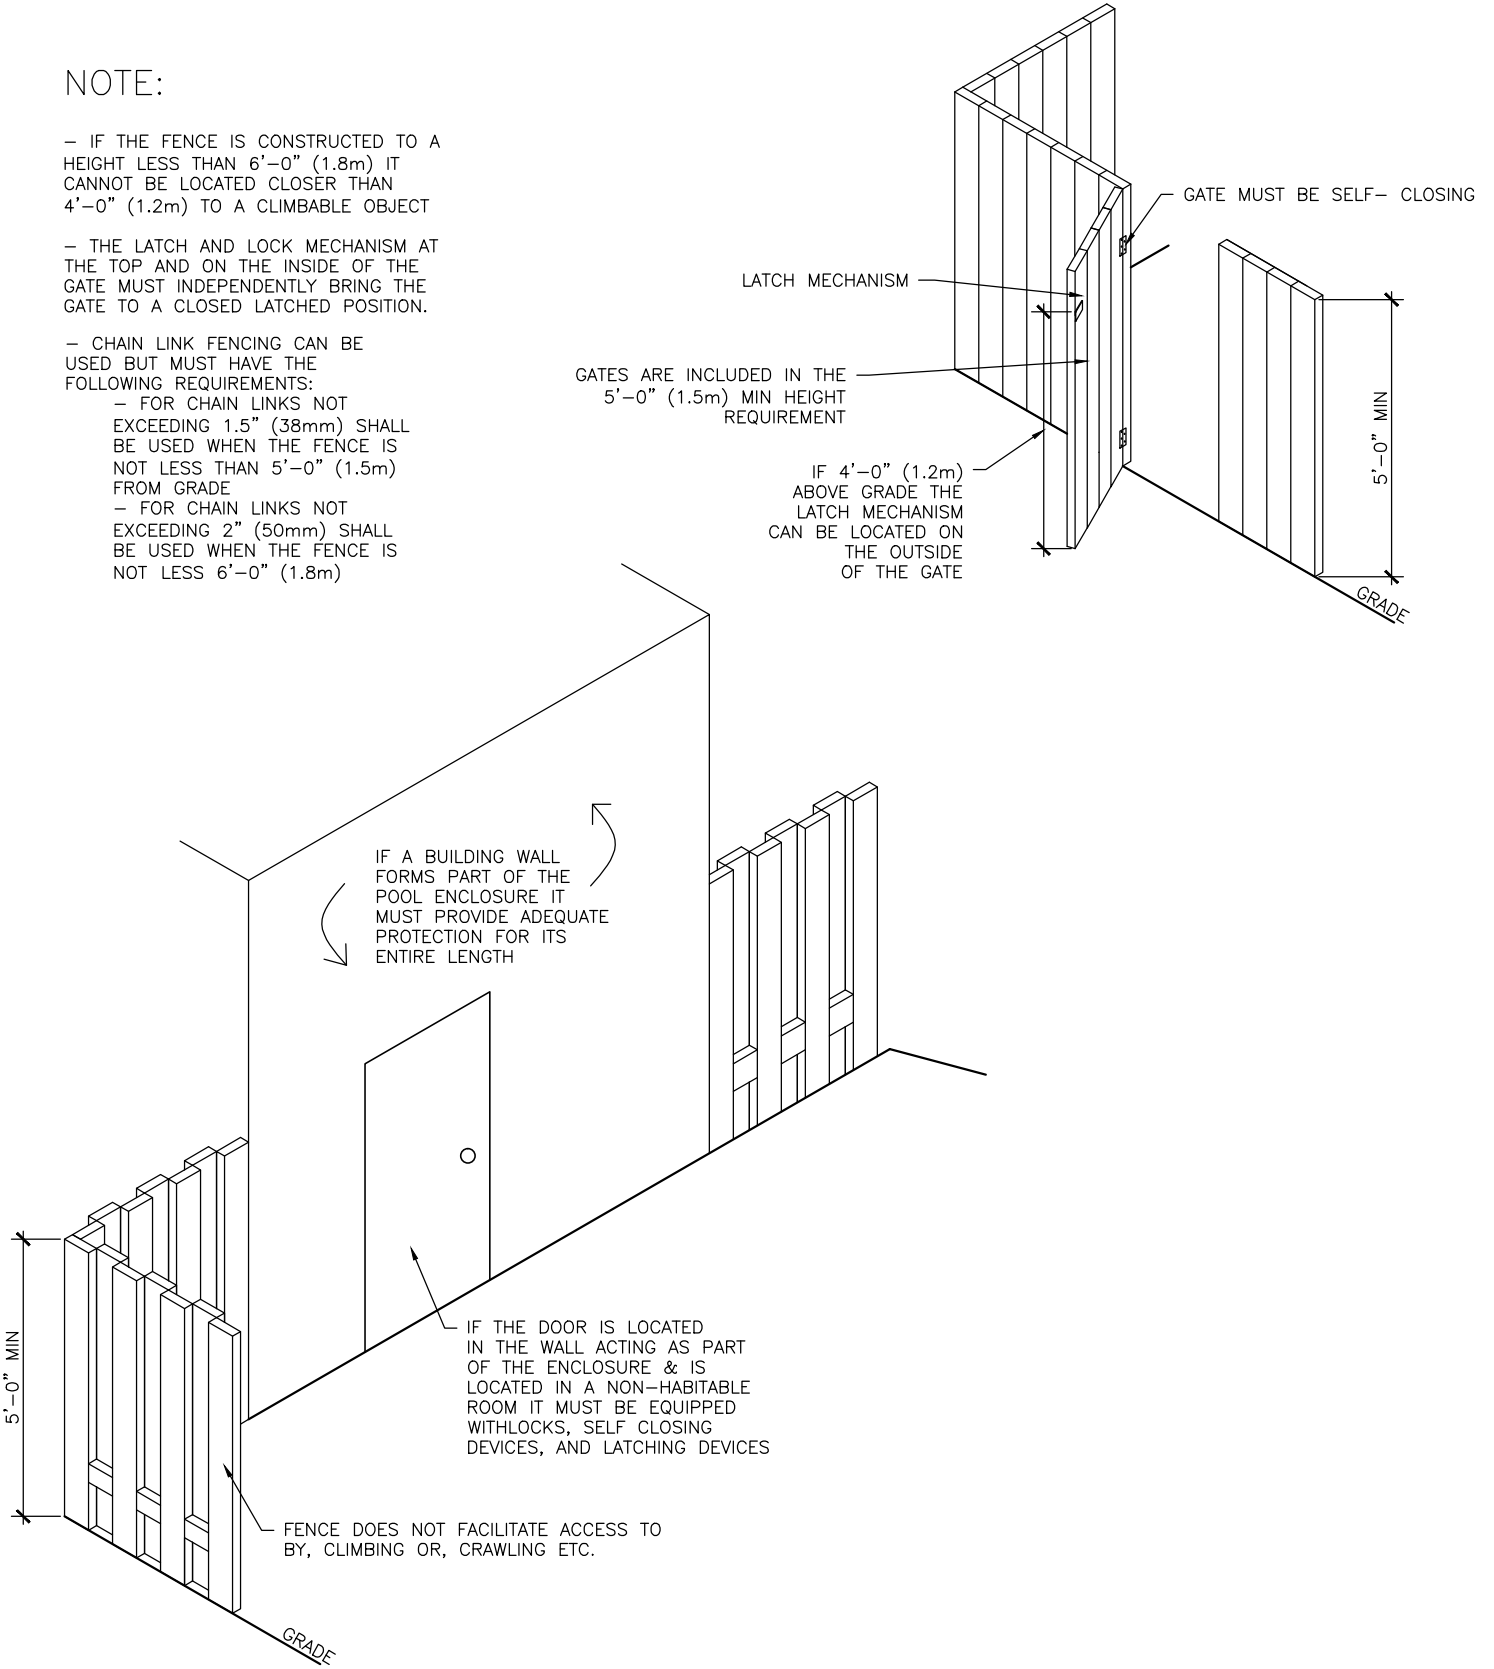 NOTE:
– IF THE FENCE IS CONSTRUCTED TO A
HEIGHT LESS THAN 6'–0" (1.8m) IT
CANNOT BE LOCATED CLOSER THAN
4'–0" (1.2m) TO A CLIMBABLE OBJECT
– THE LATCH AND LOCK MECHANISM AT
THE TOP AND ON THE INSIDE OF THE
GATE MUST INDEPENDENTLY BRING THE
GATE TO A CLOSED LATCHED POSITION.
– CHAIN LINK FENCING CAN BE
USED BUT MUST HAVE THE
FOLLOWING REQUIREMENTS:
– FOR CHAIN LINKS NOT
EXCEEDING 1.5" (38mm) SHALL
BE USED WHEN THE FENCE IS
NOT LESS THAN 5'–0" (1.5m)
FROM GRADE
– FOR CHAIN LINKS NOT
EXCEEDING 2" (50mm) SHALL
BE USED WHEN THE FENCE IS
NOT LESS 6'–0" (1.8m)
GATE MUST BE SELF– CLOSING
LATCH MECHANISM
GATES ARE INCLUDED IN THE
5'–0" (1.5m) MIN HEIGHT
REQUIREMENT
IF 4'–0" (1.2m)
ABOVE GRADE THE
LATCH MECHANISM
CAN BE LOCATED ON
THE OUTSIDE
OF THE GATE
5'–0" MIN
GRADE
IF A BUILDING WALL
FORMS PART OF THE
POOL ENCLOSURE IT
MUST PROVIDE ADEQUATE
PROTECTION FOR ITS
ENTIRE LENGTH
IF THE DOOR IS LOCATED
IN THE WALL ACTING AS PART
OF THE ENCLOSURE & IS
LOCATED IN A NON–HABITABLE
ROOM IT MUST BE EQUIPPED
WITHLOCKS, SELF CLOSING
DEVICES, AND LATCHING DEVICES
5'–0" MIN
FENCE DOES NOT FACILITATE ACCESS TO
BY, CLIMBING OR, CRAWLING ETC.
GRADE